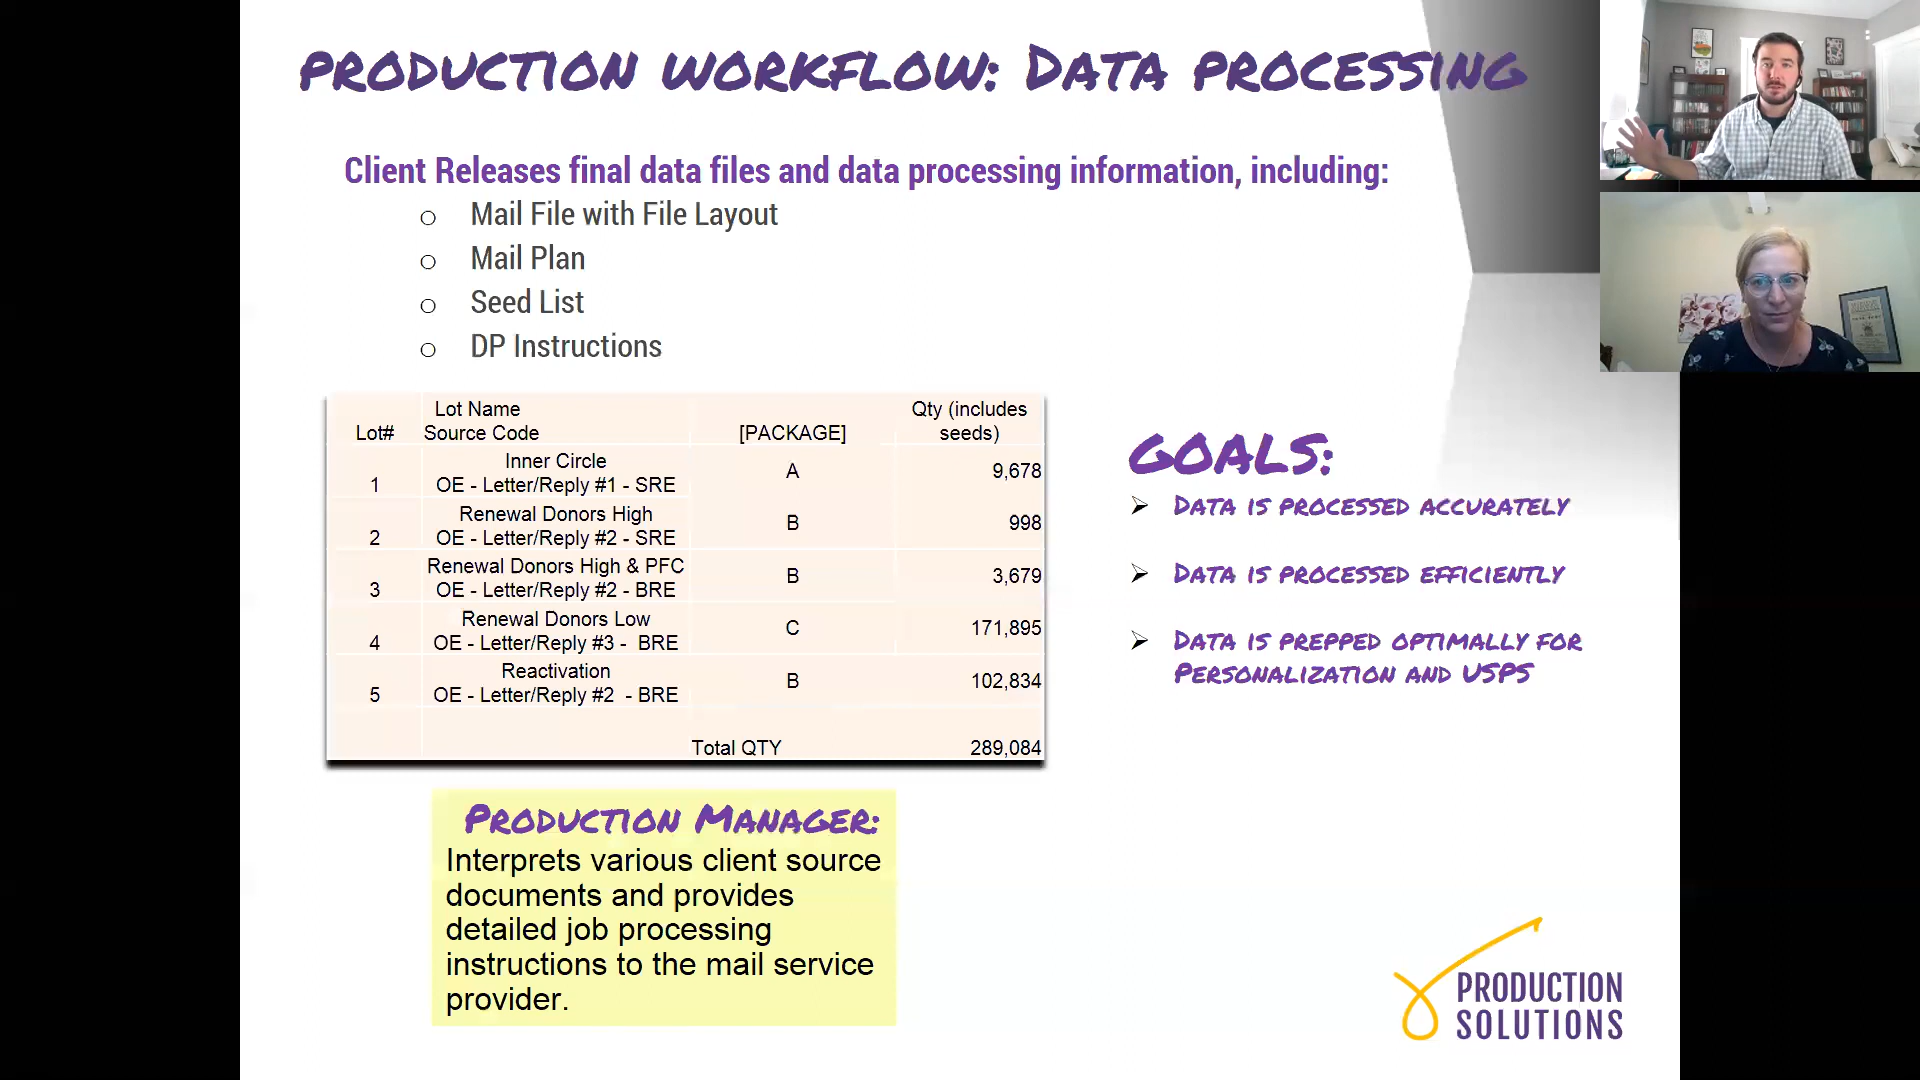 PRODUCTION WORKFLOW: DATA PROCESSING
Client Releases final data files and data processing information, including:
o Mail File with File Layout
o Mail Plan
o Seed List
o DP Instructions
Lot# Lot Name Source Code [PACKAGE] Qty (includes seeds)
1 Inner Circle OE - Letter/Reply #1 - SRE A 9,678
2 Renewal Donors High OE - Letter/Reply #2 - SRE B 998
3 Renewal Donors High & PFC OE - Letter/Reply #2 - BRE B 3,679
4 Renewal Donors Low OE - Letter/Reply #3 - BRE C 171,895
5 Reactivation OE - Letter/Reply #2 - BRE B 102,834
Total QTY 289,084
GOALS:
DATA IS PROCESSED ACCURATELY
DATA IS PROCESSED EFFICIENTLY
DATA IS PREPPED OPTIMALLY FOR
PERSONALIZATION AND USPS
PRODUCTION MANAGER:
Interprets various client source
documents and provides
detailed job processing
instructions to the mail service
provider.
PRODUCTION
SOLUTIONS